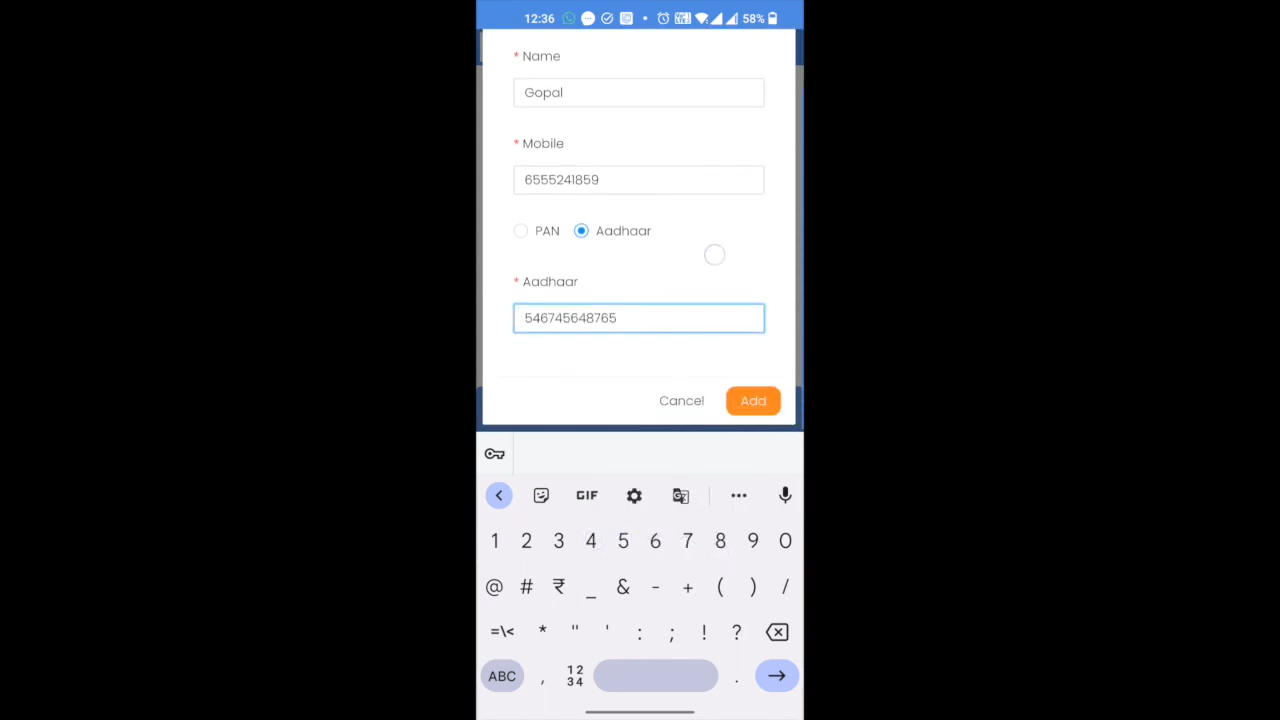 12:36 58%
* Name
Gopal
* Mobile
6555241859
PAN Aadhaar
* Aadhaar
546745648765
Cancel Add
GIF
1 2 3 4 5 6 7 8 9 0
@ # ₹ _ & - + ( ) /
=\< * " ' : ; ! ?
ABC , 12 34 .